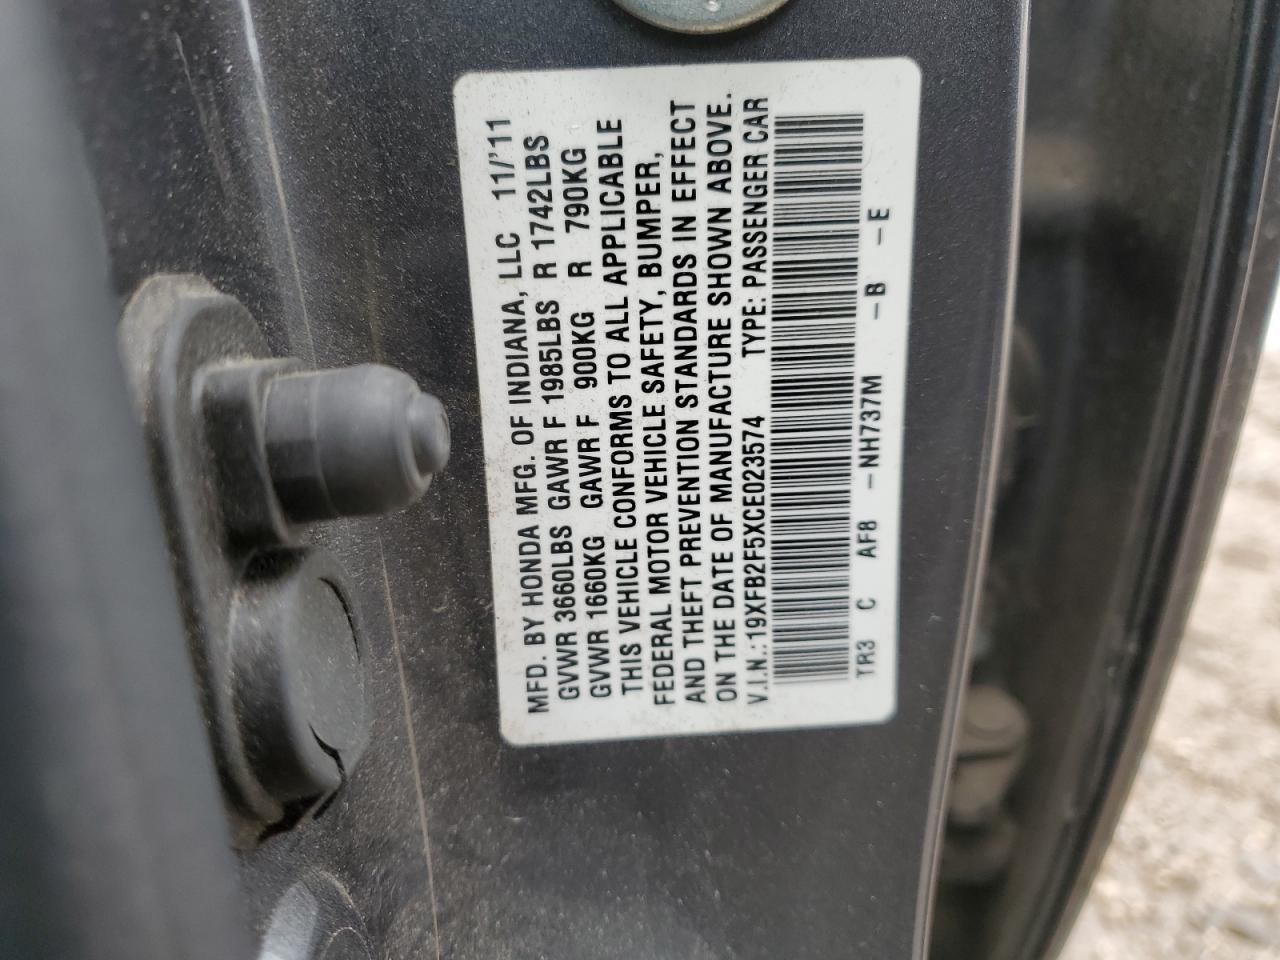 MFD. BY HONDA MFG. OF INDIANA, LLC 11/'11
GVWR 3660LBS GAWR F 1985LBS R 1742LBS
GVWR 1660KG GAWR F 900KG R 790KG
THIS VEHICLE CONFORMS TO ALL APPLICABLE
FEDERAL MOTOR VEHICLE SAFETY, BUMPER,
AND THEFT PREVENTION STANDARDS IN EFFECT
ON THE DATE OF MANUFACTURE SHOWN ABOVE.
V.I.N.: 19XFB2F5XCE023574 TYPE: PASSENGER CAR
TR3 C AF8 -NH737M -B -E